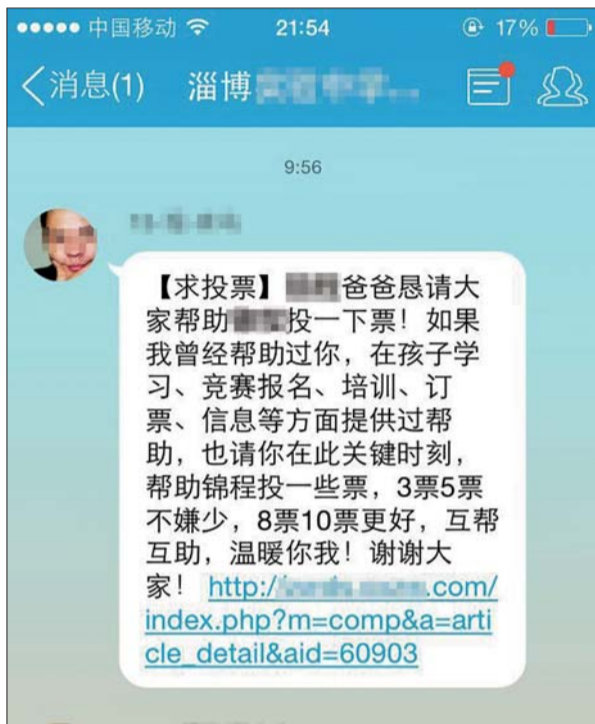 中国移动 21:54 17%
消息(1) 淄博
9:56
【求投票】爸爸恳请大
家帮助投一下票！如果
我曾经帮助过你，在孩子学
习、竞赛报名、培训、订
票、信息等方面提供过帮
助，也请你在此关键时刻，
帮助锦程投一些票，3票5票
不嫌少，8票10票更好，互帮
互助，温暖你我！谢谢大
家！ http:/.com/
index.php?m=comp&a=arti
cle_detail&aid=60903